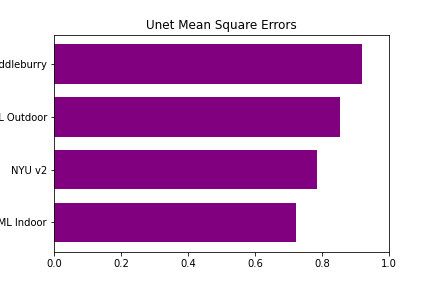 Unet Mean Square Errors
ddleburry
L Outdoor
NYU v2
ML Indoor
0.0 0.2 0.4 0.6 0.8 1.0